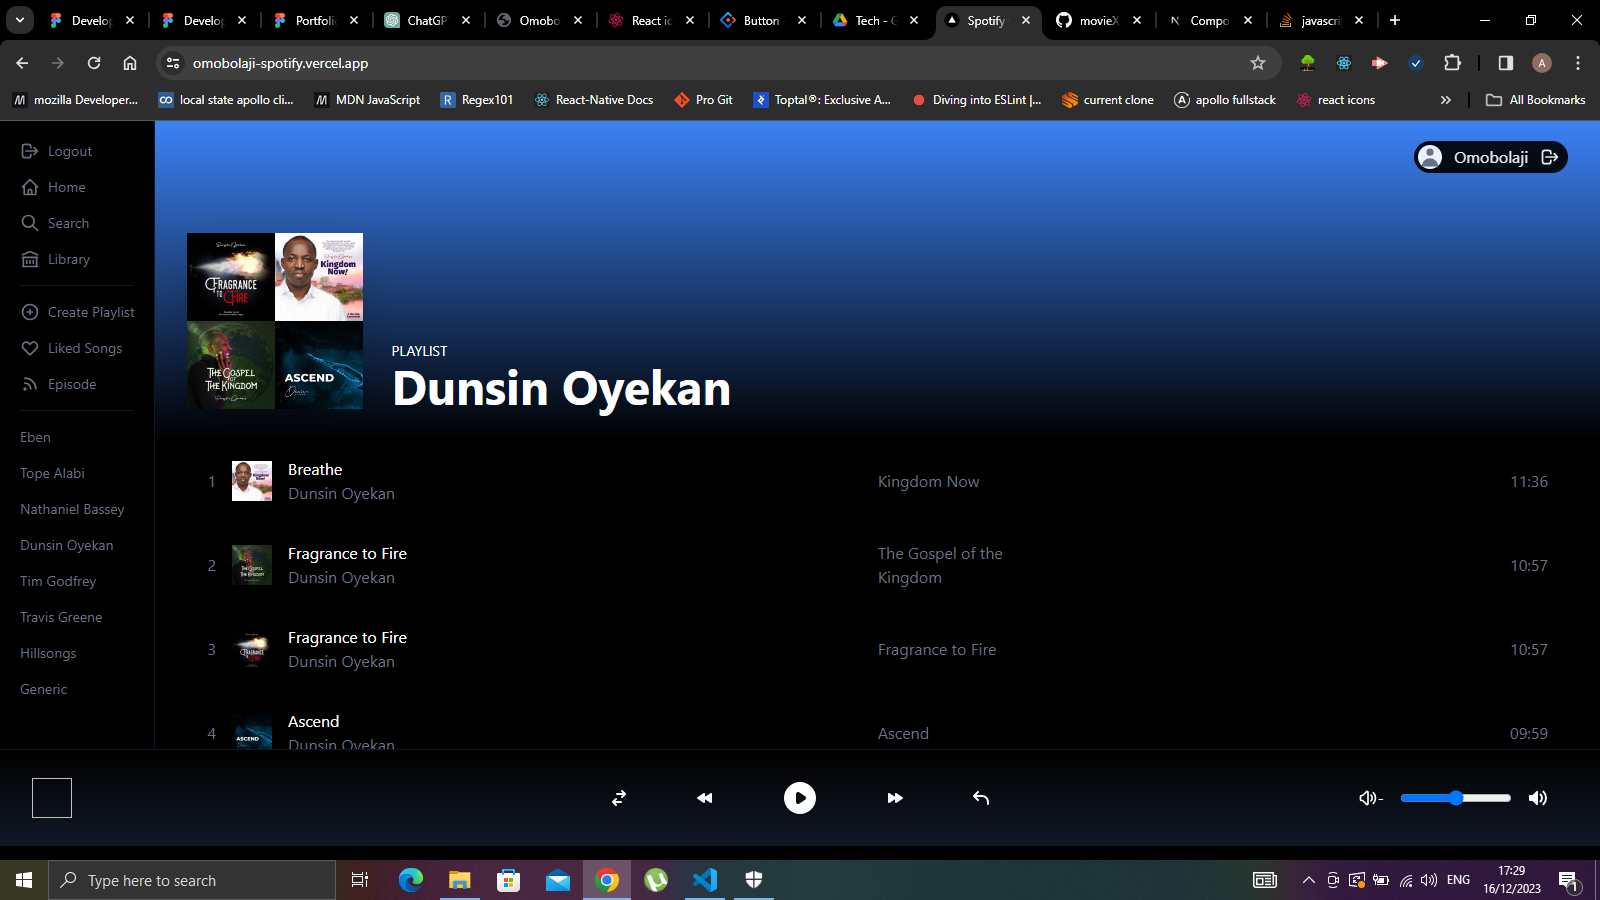 Develop
Develop
Portfolio
ChatGPT
Omobo
React ic
Button
Tech - G
Spotify
movieX
Compo
javascri
omobolaji-spotify.vercel.app
A
mozilla Developer...
local state apollo cli...
MDN JavaScript
Regex101
React-Native Docs
Pro Git
Toptal®: Exclusive A...
Diving into ESLint |...
current clone
apollo fullstack
react icons
All Bookmarks
Logout
Home
Search
Library
Create Playlist
Liked Songs
Episode
Eben
Tope Alabi
Nathaniel Bassey
Dunsin Oyekan
Tim Godfrey
Travis Greene
Hillsongs
Generic
Omobolaji
FRAGRANCE
TO FIRE
Kingdom
Now!
THE GOSPEL
OF
THE KINGDOM
ASCEND
PLAYLIST
Dunsin Oyekan
1
Breathe
Dunsin Oyekan
Kingdom Now
11:36
2
Fragrance to Fire
Dunsin Oyekan
The Gospel of the
Kingdom
10:57
3
Fragrance to Fire
Dunsin Oyekan
Fragrance to Fire
10:57
4
ASCEND
Ascend
Dunsin Oyekan
Ascend
09:59
Type here to search
ENG
17:29
16/12/2023
1